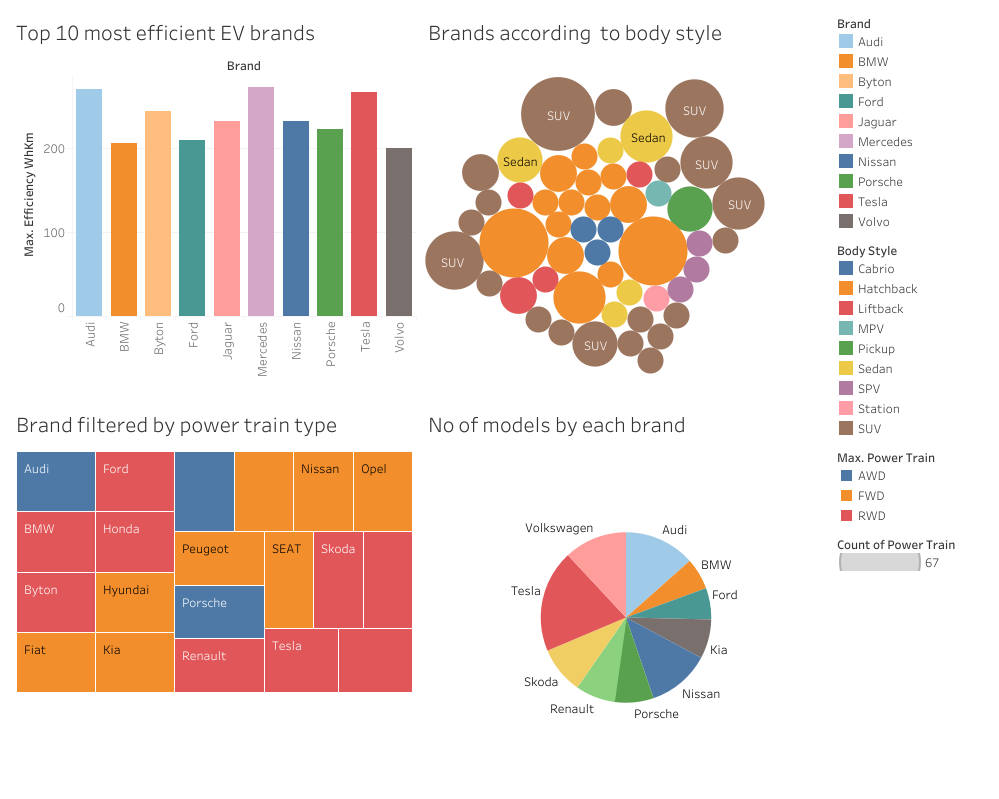 Top 10 most efficient EV brands
Brand
Max. Efficiency WhKm
200
100
0
Audi
BMW
Byton
Ford
Jaguar
Mercedes
Nissan
Porsche
Tesla
Volvo
Brands according to body style
SUV
SUV
Sedan
Sedan
SUV
SUV
SUV
SUV
Brand
Audi
BMW
Byton
Ford
Jaguar
Mercedes
Nissan
Porsche
Tesla
Volvo
Body Style
Cabrio
Hatchback
Liftback
MPV
Pickup
Sedan
SPV
Station
SUV
Max. Power Train
AWD
FWD
RWD
Count of Power Train
67
Brand filtered by power train type
Audi
Ford
Nissan
Opel
BMW
Honda
Peugeot
SEAT
Skoda
Byton
Hyundai
Porsche
Fiat
Kia
Renault
Tesla
No of models by each brand
Volkswagen
Audi
BMW
Tesla
Ford
Kia
Skoda
Nissan
Renault
Porsche